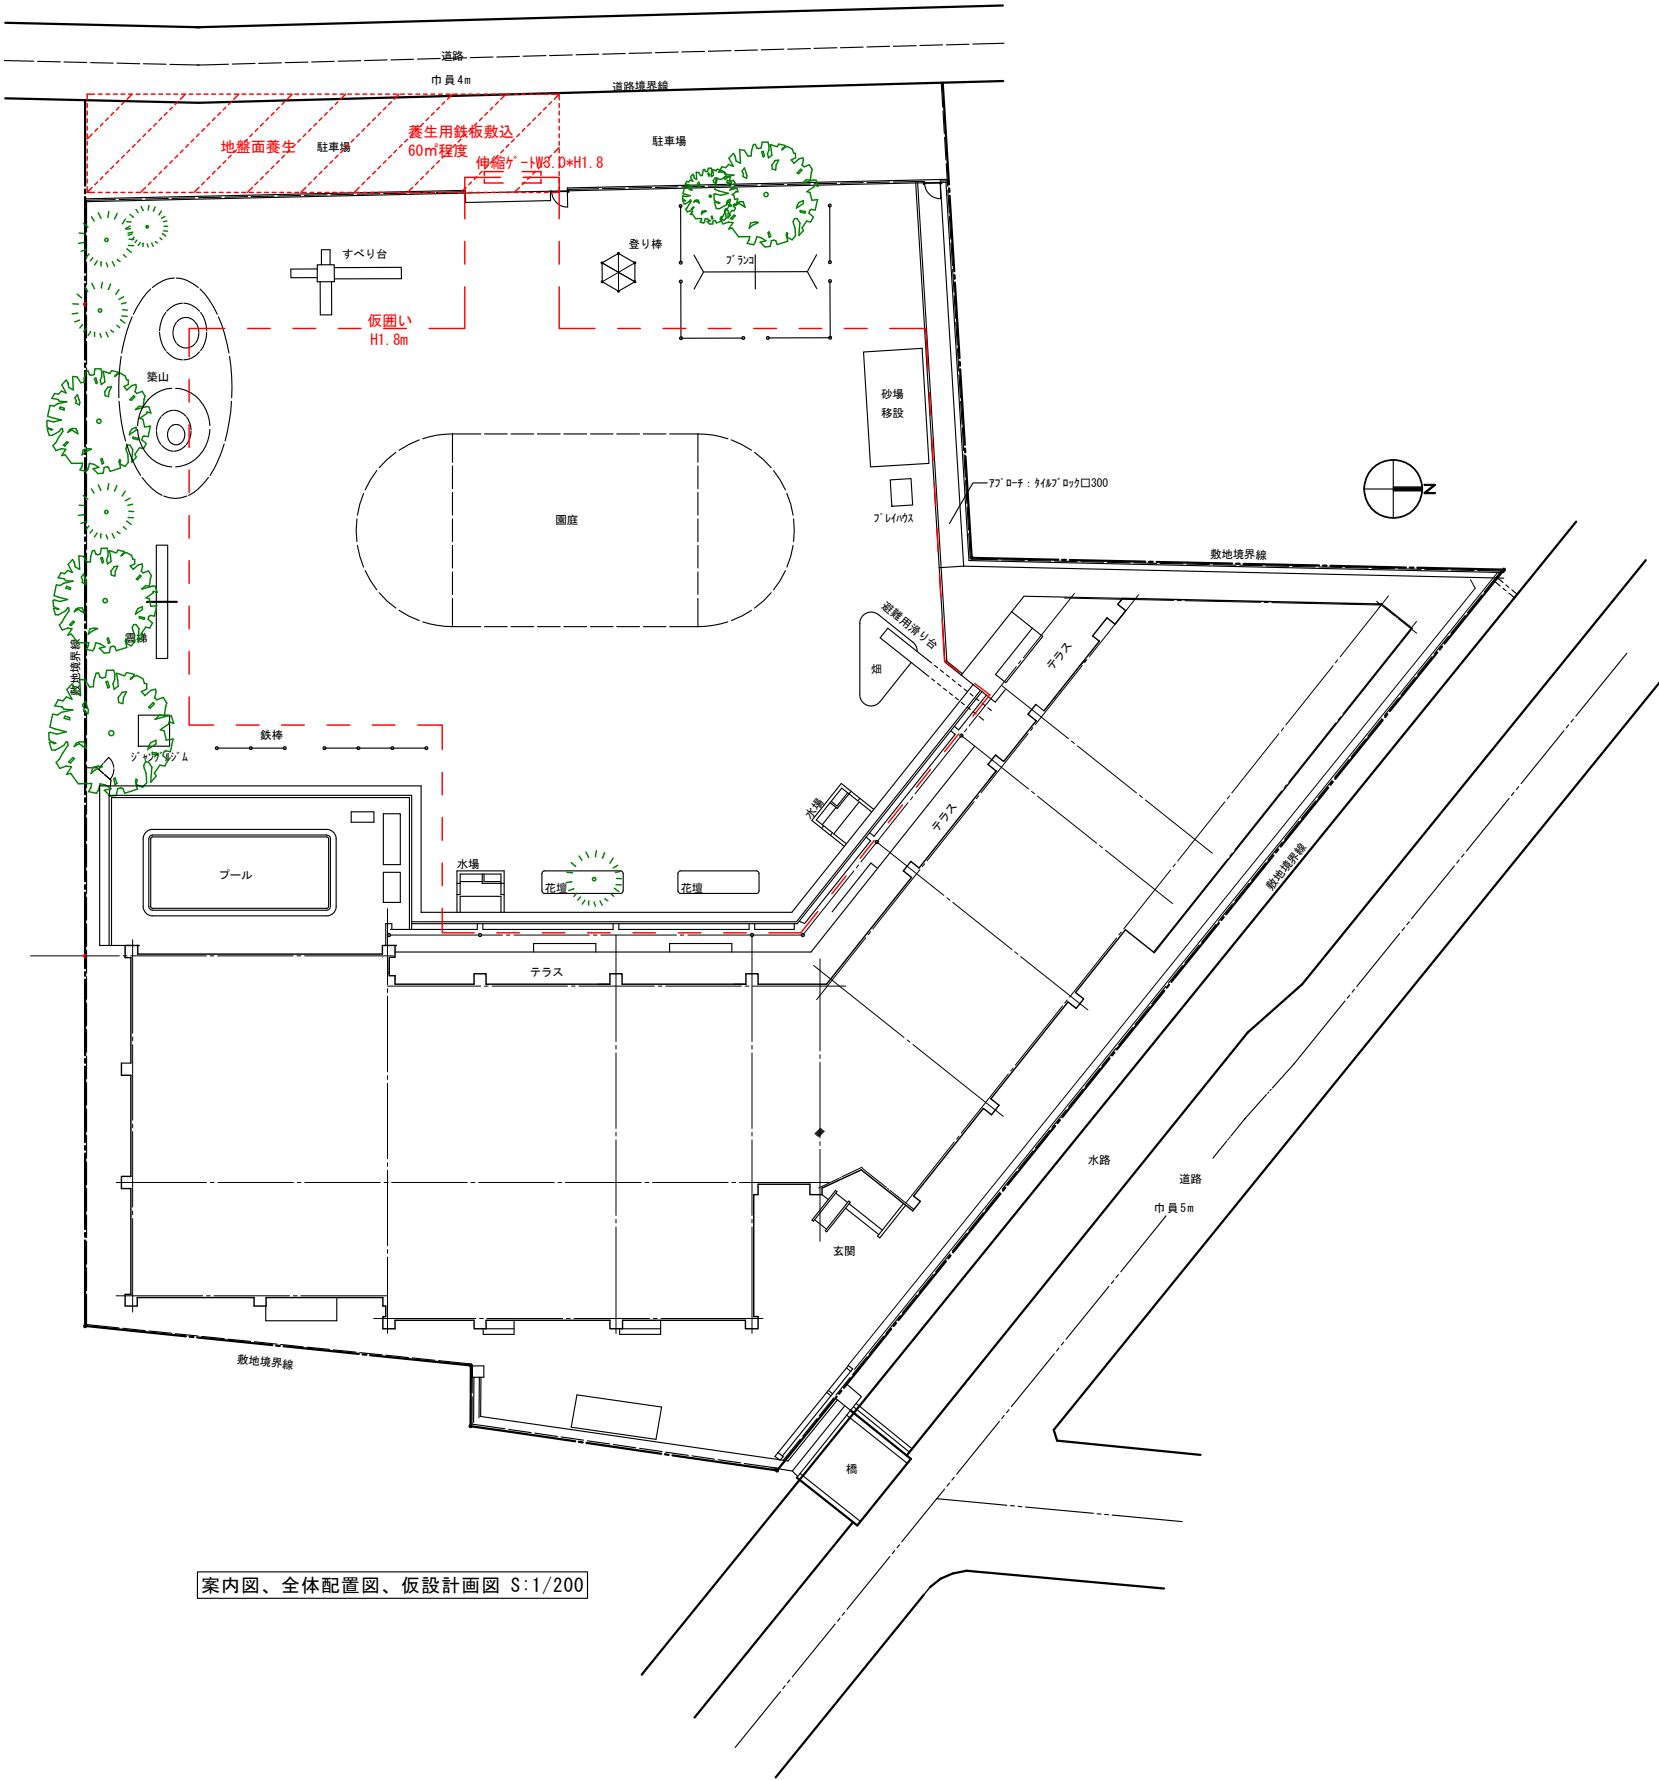 道路
巾員4m
道路境界線
地盤面養生
駐車場
養生用鉄板敷込
60㎡程度
伸縮ゲートW3.0*H1.8
駐車場
すべり台
登り棒
ブランコ
仮囲い
H1.8m
築山
砂場
移設
アプローチ：タイルブロック□300
プレイハウス
園庭
N
敷地境界線
避難用滑り台
畑
テラス
雲梯
敷地境界線
鉄棒
ジャングルジム
水場
テラス
プール
水場
花壇
花壇
敷地境界線
テラス
水路
道路
巾員5m
玄関
敷地境界線
橋
案内図、全体配置図、仮設計画図 S:1/200